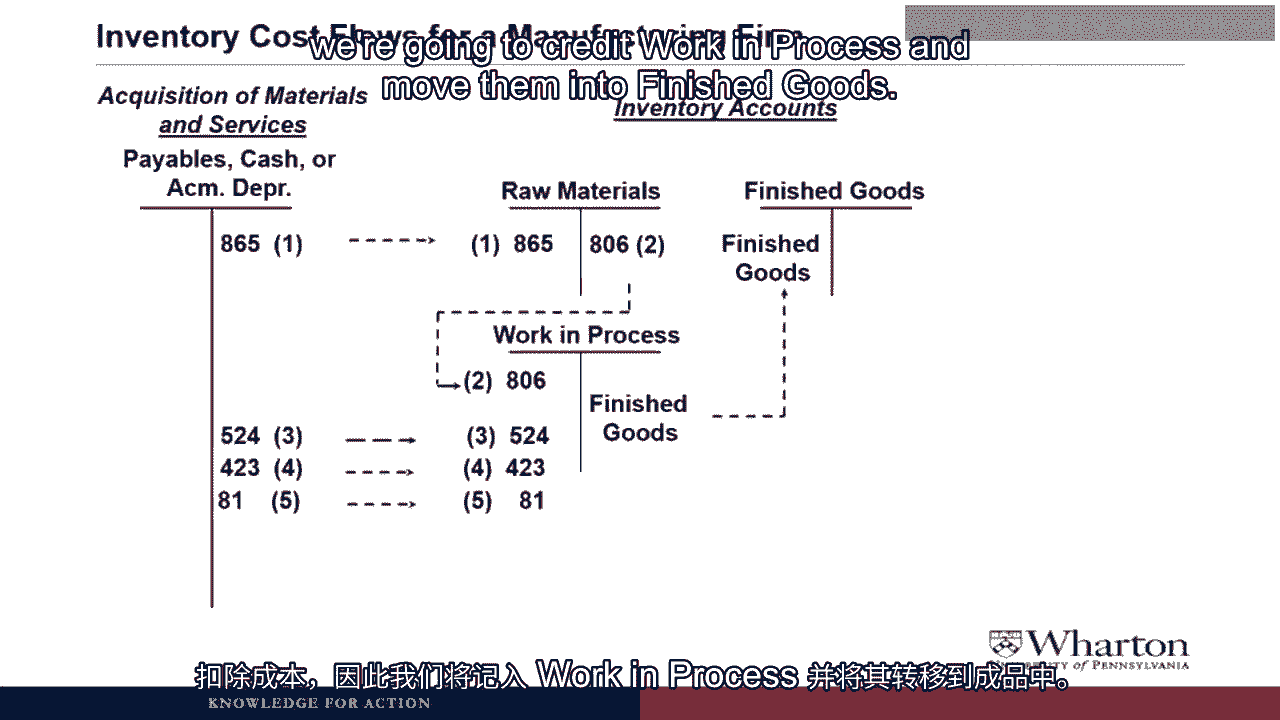 Inventory Cost Flows for a Manufacturing Firm
we're going to credit Work in Process and
move them into Finished Goods.
Acquisition of Materials
and Services
Inventory Accounts
Payables, Cash, or
Acm. Depr.
Raw Materials
Finished Goods
865 (1)
(1) 865
806 (2)
Finished
Goods
Work in Process
(2) 806
Finished
Goods
524 (3)
(3) 524
423 (4)
(4) 423
81 (5)
(5) 81
Wharton
UNIVERSITY of PENNSYLVANIA
扣除成本，因此我们将记入 Work in Process 并将其转移到成品中。
KNOWLEDGE FOR ACTION